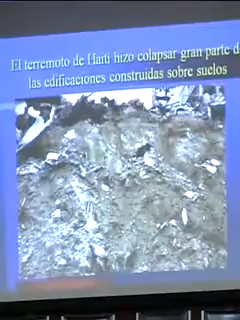 El terremoto de Haití hizo colapsar gran parte d
las edificaciones construidas sobre suelos